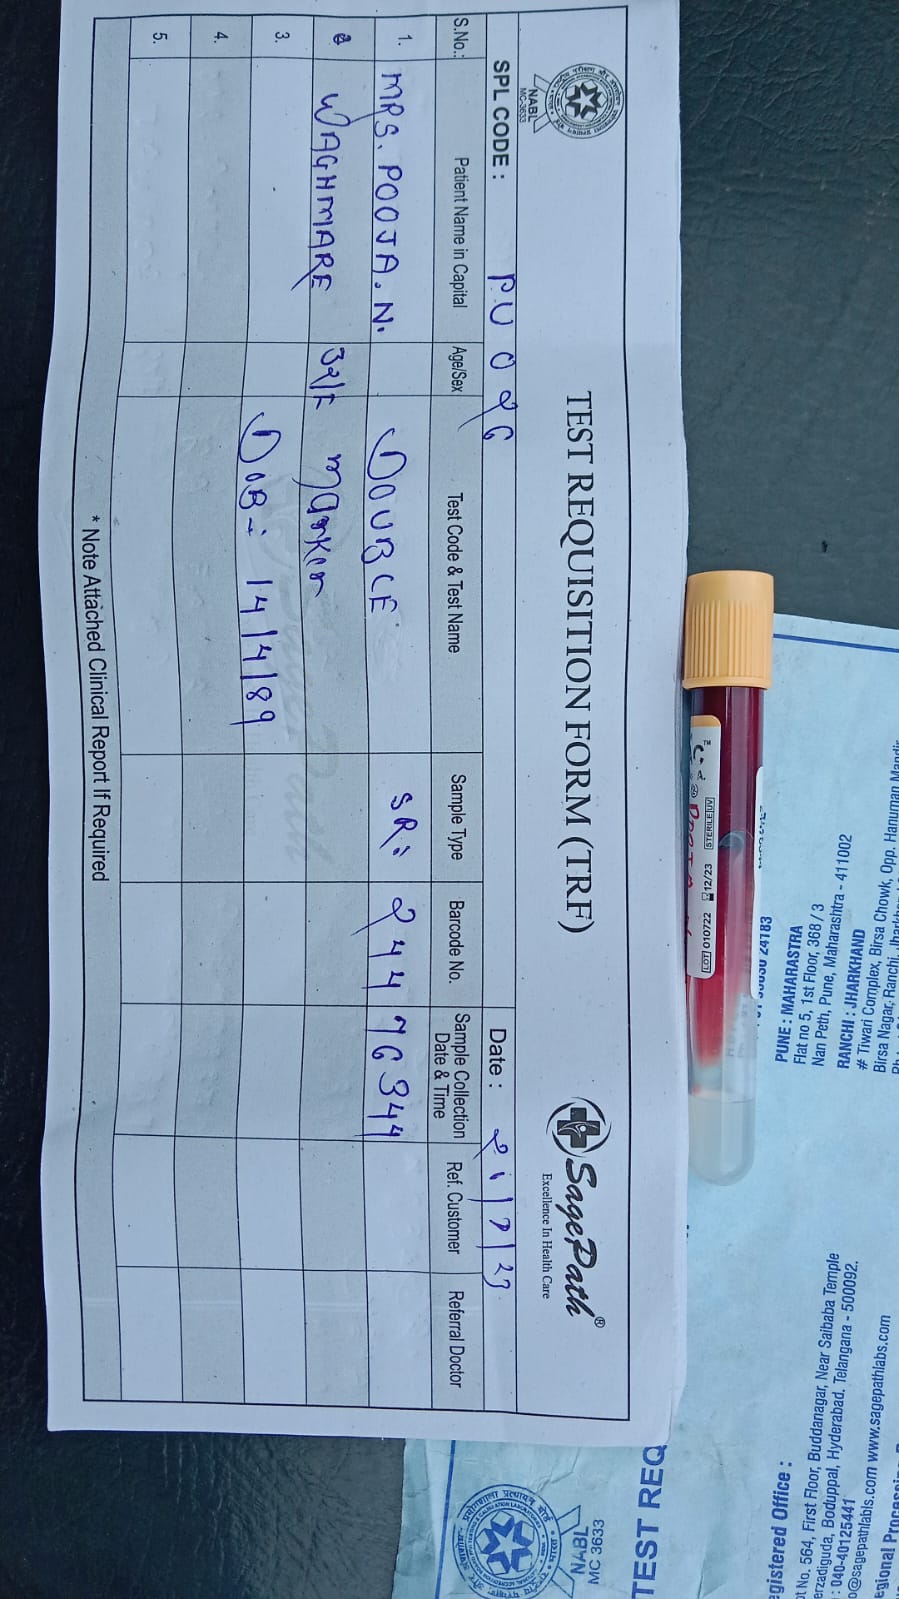 NABL
MC-3633
TEST REQUISITION FORM (TRF)
SagePath®
Excellence In Health Care
SPL CODE : PU026
Date : 21/7/23
S.No.: Patient Name in Capital Age/Sex Test Code & Test Name Sample Type Barcode No. Sample Collection Date & Time Ref. Customer Referral Doctor
1. MRS. POOJA. N. DOUBLE SR: 24476344
WAGHMARE 32/F Marker
3. DOB: 14/4/89
4.
5.
* Note Attached Clinical Report If Required
STERILE UV
LOT 010722 12/23
24183
PUNE : MAHARASTRA
Flat no 5, 1st Floor, 368 / 3
Nan Peth, Pune, Maharashtra - 411002
RANCHI : JHARKHAND
# Tiwari Complex, Birsa Chowk, Opp. Hanuman Mandir
Birsa Nagar, Ranchi,
NABL
MC 3633
TEST REQ
egistered Office :
ot No. 564, First Floor, Buddanagar, Near Saibaba Temple
erzadiguda, Boduppal, Hyderabad. Telangana - 500092.
: 040-40125441
o@sagepathlabs.com www.sagepathlabs.com